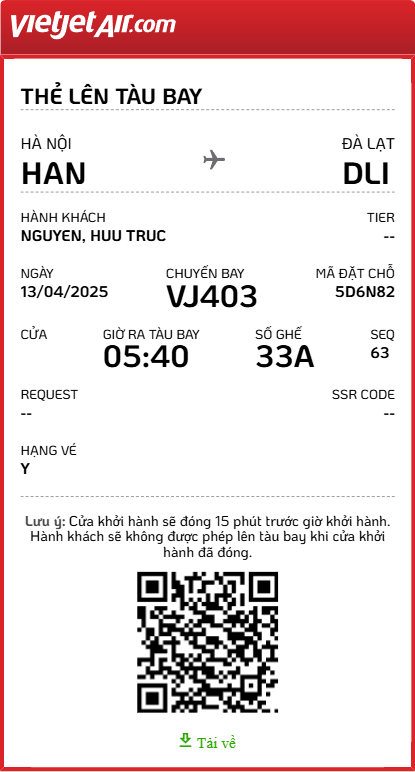 vietjetAir.com
THẺ LÊN TÀU BAY
HÀ NỘI ĐÀ LẠT
HAN DLI
HÀNH KHÁCH TIER
NGUYEN, HUU TRUC --
NGÀY CHUYẾN BAY MÃ ĐẶT CHỖ
13/04/2025 VJ403 5D6N82
CỬA GIỜ RA TÀU BAY SỐ GHẾ SEQ
05:40 33A 63
REQUEST SSR CODE
-- --
HẠNG VÉ
Y
Lưu ý: Cửa khởi hành sẽ đóng 15 phút trước giờ khởi hành.
Hành khách sẽ không được phép lên tàu bay khi cửa khởi
hành đã đóng.
Tải về